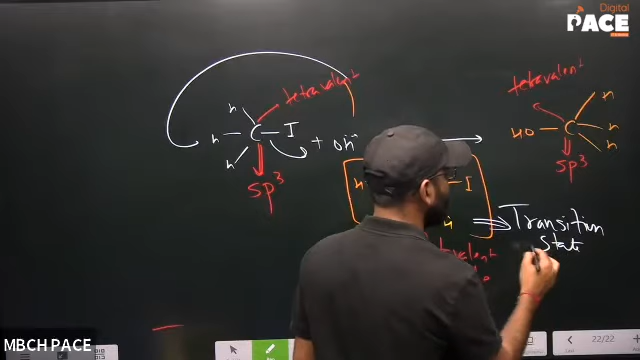 Digital
PACE
tetravalent
H
H
C
I
H
+ OH-
sp3
tetravalent
HO
C
H
H
H
sp3
I
Transition
State
MBCH PACE
22/22